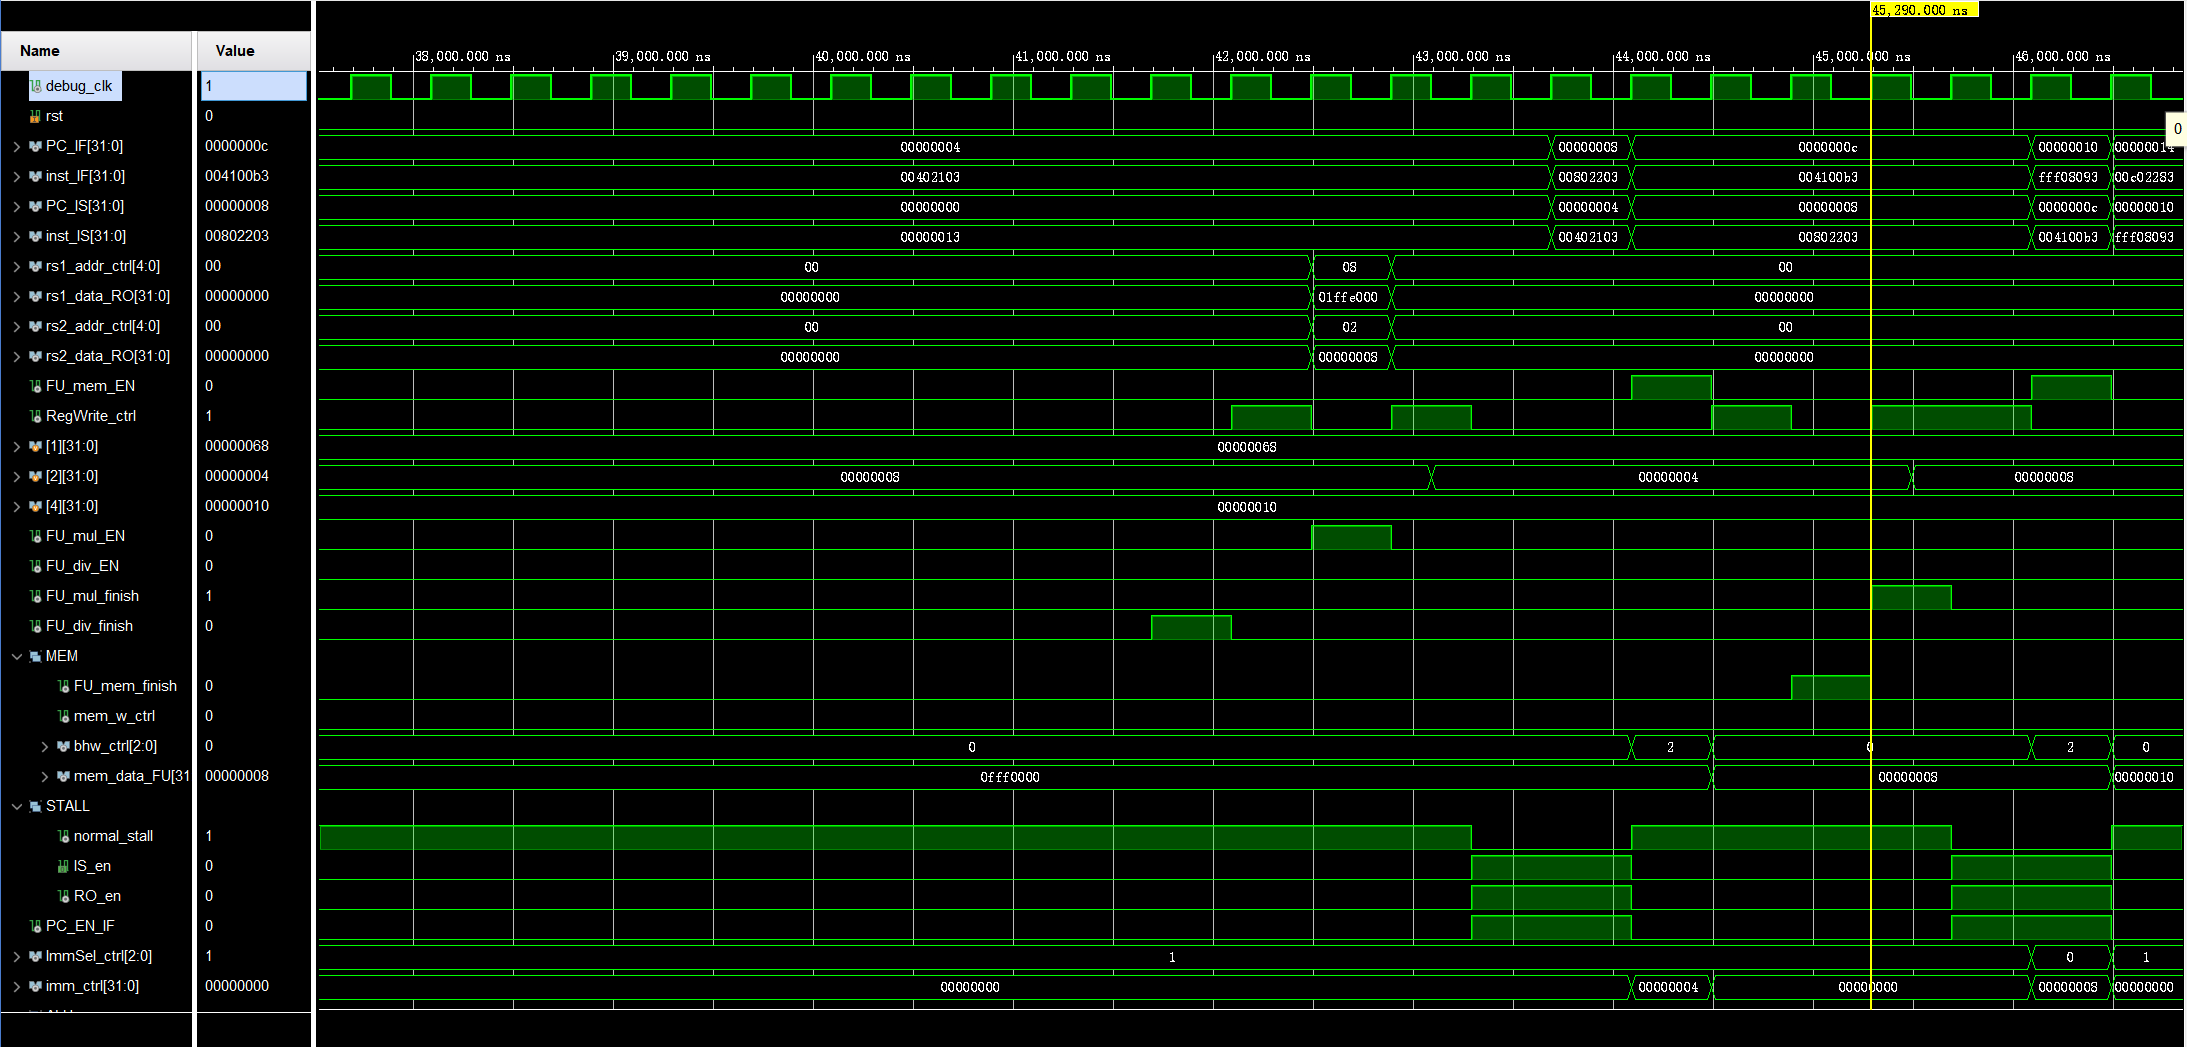 45,290.000 ns
Name Value
38,000.000 ns 39,000.000 ns 40,000.000 ns 41,000.000 ns 42,000.000 ns 43,000.000 ns 44,000.000 ns 45,000.000 ns 46,000.000 ns
debug_clk 1
rst 0
0
PC_IF[31:0] 0000000c 00000004 00000008 0000000c 00000010 00000014
inst_IF[31:0] 004100b3 00402103 00802203 004100b3 fff08093 00c02283
PC_IS[31:0] 00000008 00000000 00000004 00000008 0000000c 00000010
inst_IS[31:0] 00802203 00000013 00402103 00802203 004100b3 fff08093
rs1_addr_ctrl[4:0] 00 00 08 00
rs1_data_RO[31:0] 00000000 00000000 01ffe000 00000000
rs2_addr_ctrl[4:0] 00 00 02 00
rs2_data_RO[31:0] 00000000 00000000 00000008 00000000
FU_mem_EN 0
RegWrite_ctrl 1
[1][31:0] 00000068 00000068
[2][31:0] 00000004 00000008 00000004 00000008
[4][31:0] 00000010 00000010
FU_mul_EN 0
FU_div_EN 0
FU_mul_finish 1
FU_div_finish 0
MEM
FU_mem_finish 0
mem_w_ctrl 0
bhw_ctrl[2:0] 0 0 2 0 2 0
mem_data_FU[31 00000008 0fff0000 00000008 00000010
STALL
normal_stall 1
IS_en 0
RO_en 0
PC_EN_IF 0
ImmSel_ctrl[2:0] 1 1 0 1
imm_ctrl[31:0] 00000000 00000000 00000004 00000000 00000008 00000000